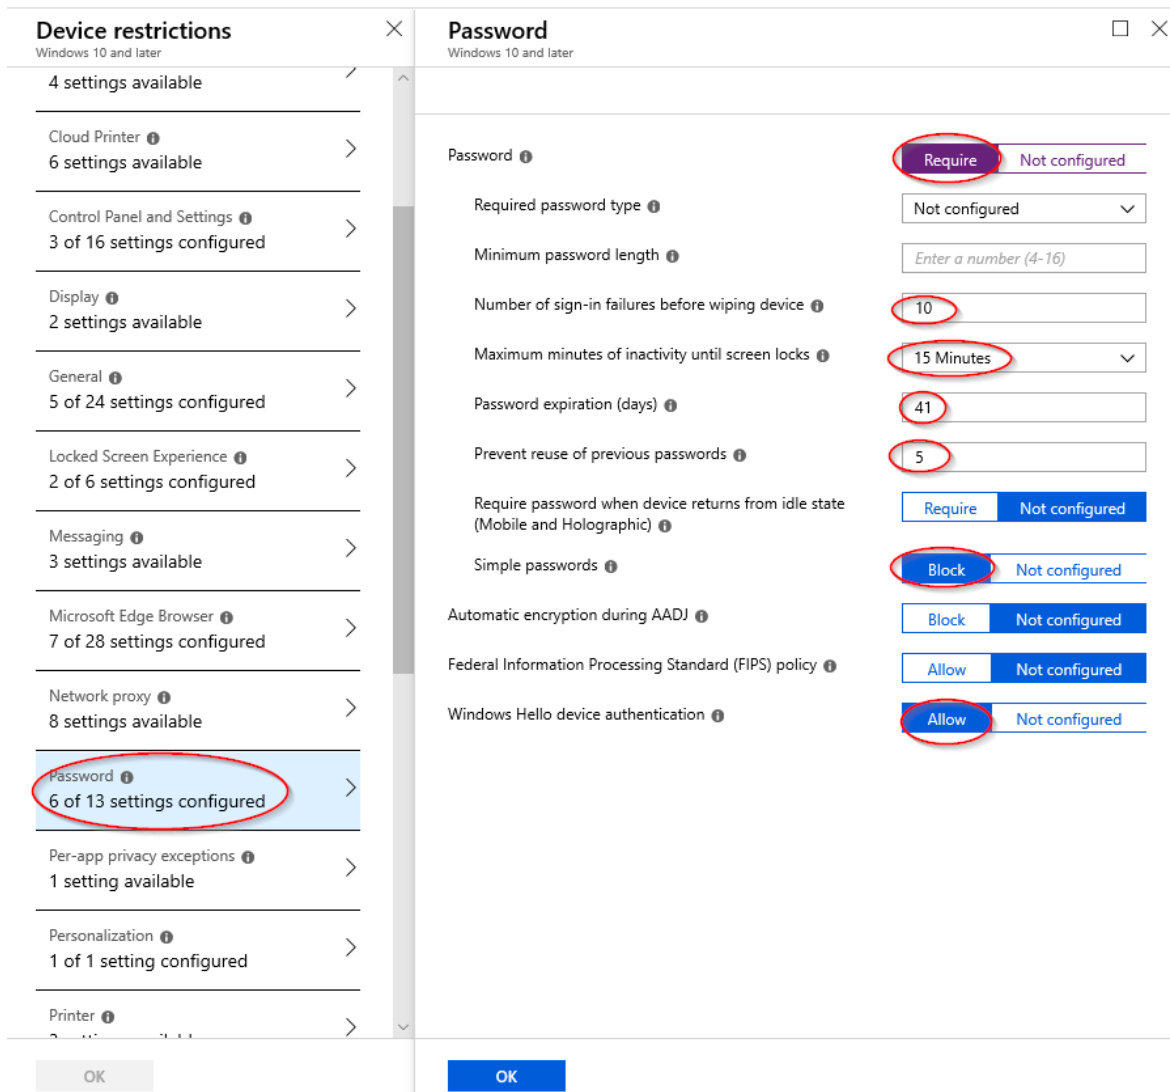 Device restrictions
Windows 10 and later
4 settings available
Cloud Printer
6 settings available
Control Panel and Settings
3 of 16 settings configured
Display
2 settings available
General
5 of 24 settings configured
Locked Screen Experience
2 of 6 settings configured
Messaging
3 settings available
Microsoft Edge Browser
7 of 28 settings configured
Network proxy
8 settings available
Password
6 of 13 settings configured
Per-app privacy exceptions
1 setting available
Personalization
1 of 1 setting configured
Printer
OK
Password
Windows 10 and later
Password Require Not configured
Required password type Not configured
Minimum password length Enter a number (4-16)
Number of sign-in failures before wiping device 10
Maximum minutes of inactivity until screen locks 15 Minutes
Password expiration (days) 41
Prevent reuse of previous passwords 5
Require password when device returns from idle state
(Mobile and Holographic) Require Not configured
Simple passwords Block Not configured
Automatic encryption during AADJ Block Not configured
Federal Information Processing Standard (FIPS) policy Allow Not configured
Windows Hello device authentication Allow Not configured
OK